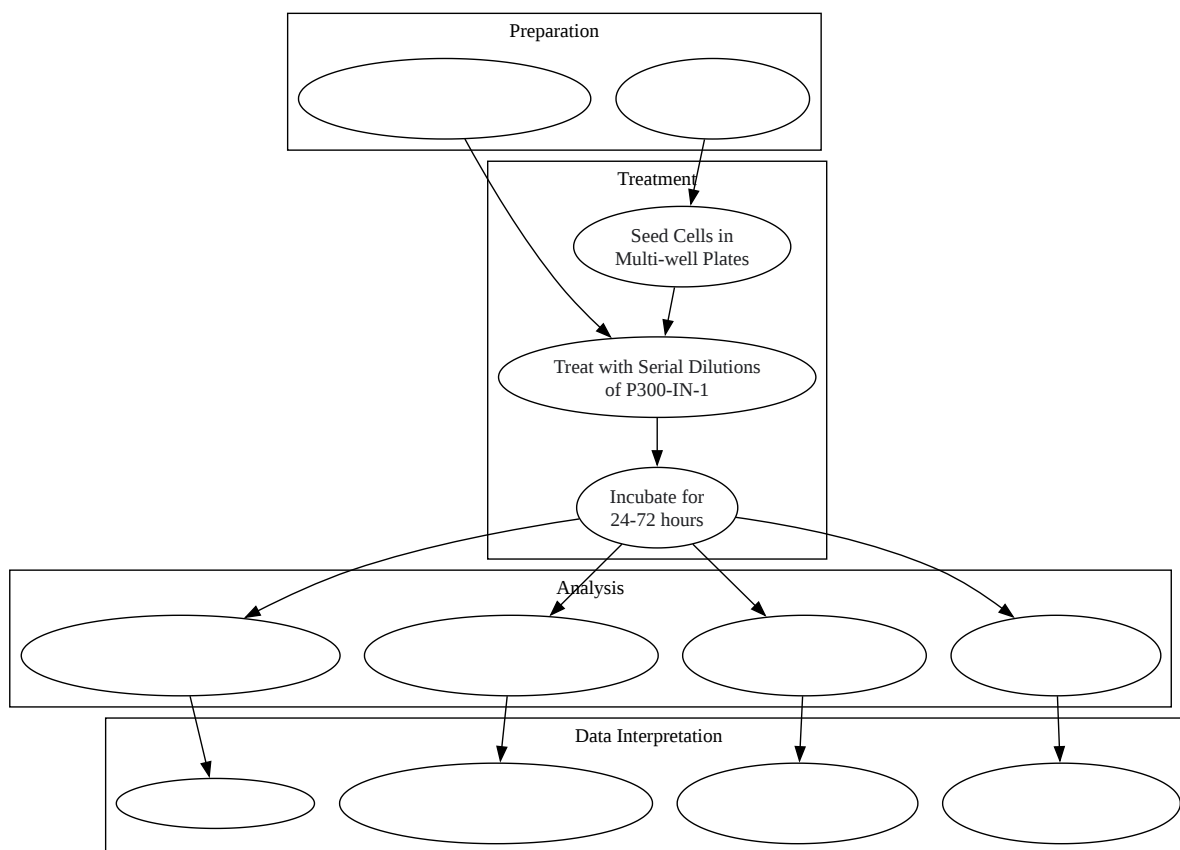 Preparation
Treatment
Seed Cells in
Multi-well Plates
Treat with Serial Dilutions
of P300-IN-1
Incubate for
24-72 hours
Analysis
Data Interpretation